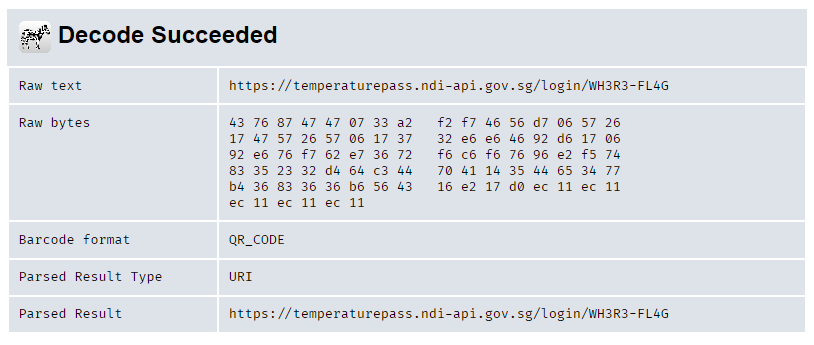 Decode Succeeded
Raw text https://temperaturepass.ndi-api.gov.sg/login/WH3R3-FL4G
Raw bytes 43 76 87 47 47 07 33 a2 f2 f7 46 56 d7 06 57 26
17 47 57 26 57 06 17 37 32 e6 e6 46 92 d6 17 06
92 e6 76 f7 62 e7 36 72 f6 c6 f6 76 96 e2 f5 74
83 35 23 32 d4 64 c3 44 70 41 14 35 44 65 34 77
b4 36 83 36 36 b6 56 43 16 e2 17 d0 ec 11 ec 11
ec 11 ec 11 ec 11
Barcode format QR_CODE
Parsed Result Type URI
Parsed Result https://temperaturepass.ndi-api.gov.sg/login/WH3R3-FL4G